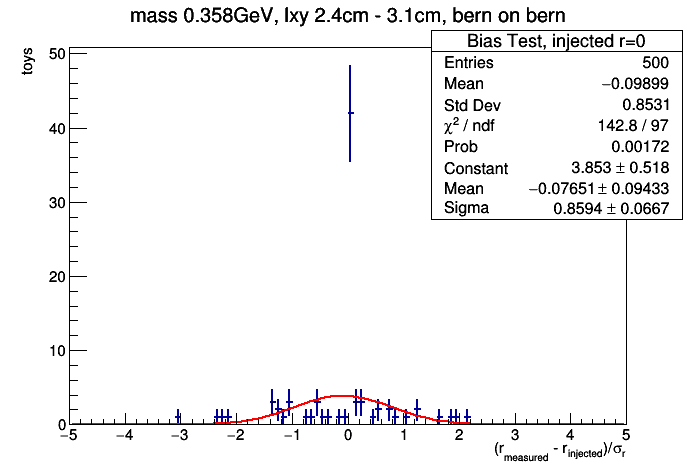 mass 0.358GeV, lxy 2.4cm - 3.1cm, bern on bern
Bias Test, injected r=0
Entries 500
Mean −0.09899
Std Dev 0.8531
χ² / ndf 142.8 / 97
Prob 0.00172
Constant 3.853 ± 0.518
Mean −0.07651 ± 0.09433
Sigma 0.8594 ± 0.0667
toys
50
40
30
20
10
0
−5 −4 −3 −2 −1 0 1 2 3 4 5
(r_measured - r_injected)/σ_r